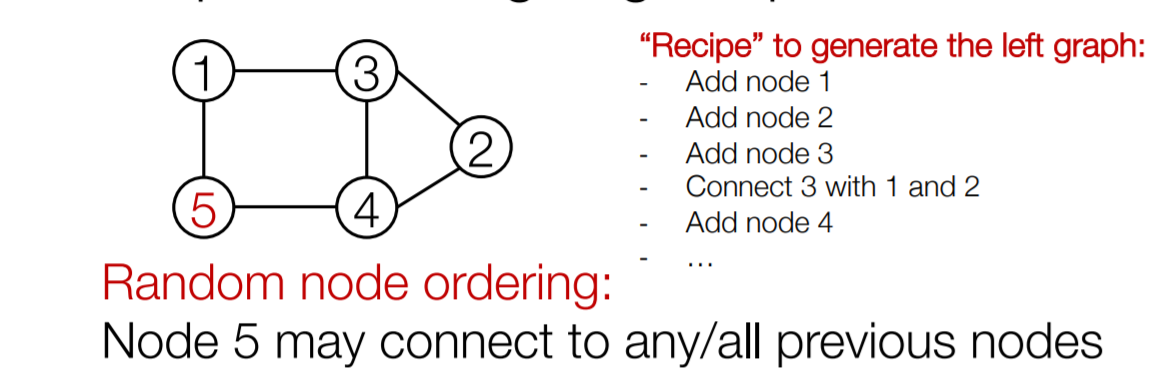 1
3
2
5
4
“Recipe” to generate the left graph:
- Add node 1
- Add node 2
- Add node 3
- Connect 3 with 1 and 2
- Add node 4
- ...
Random node ordering:
Node 5 may connect to any/all previous nodes